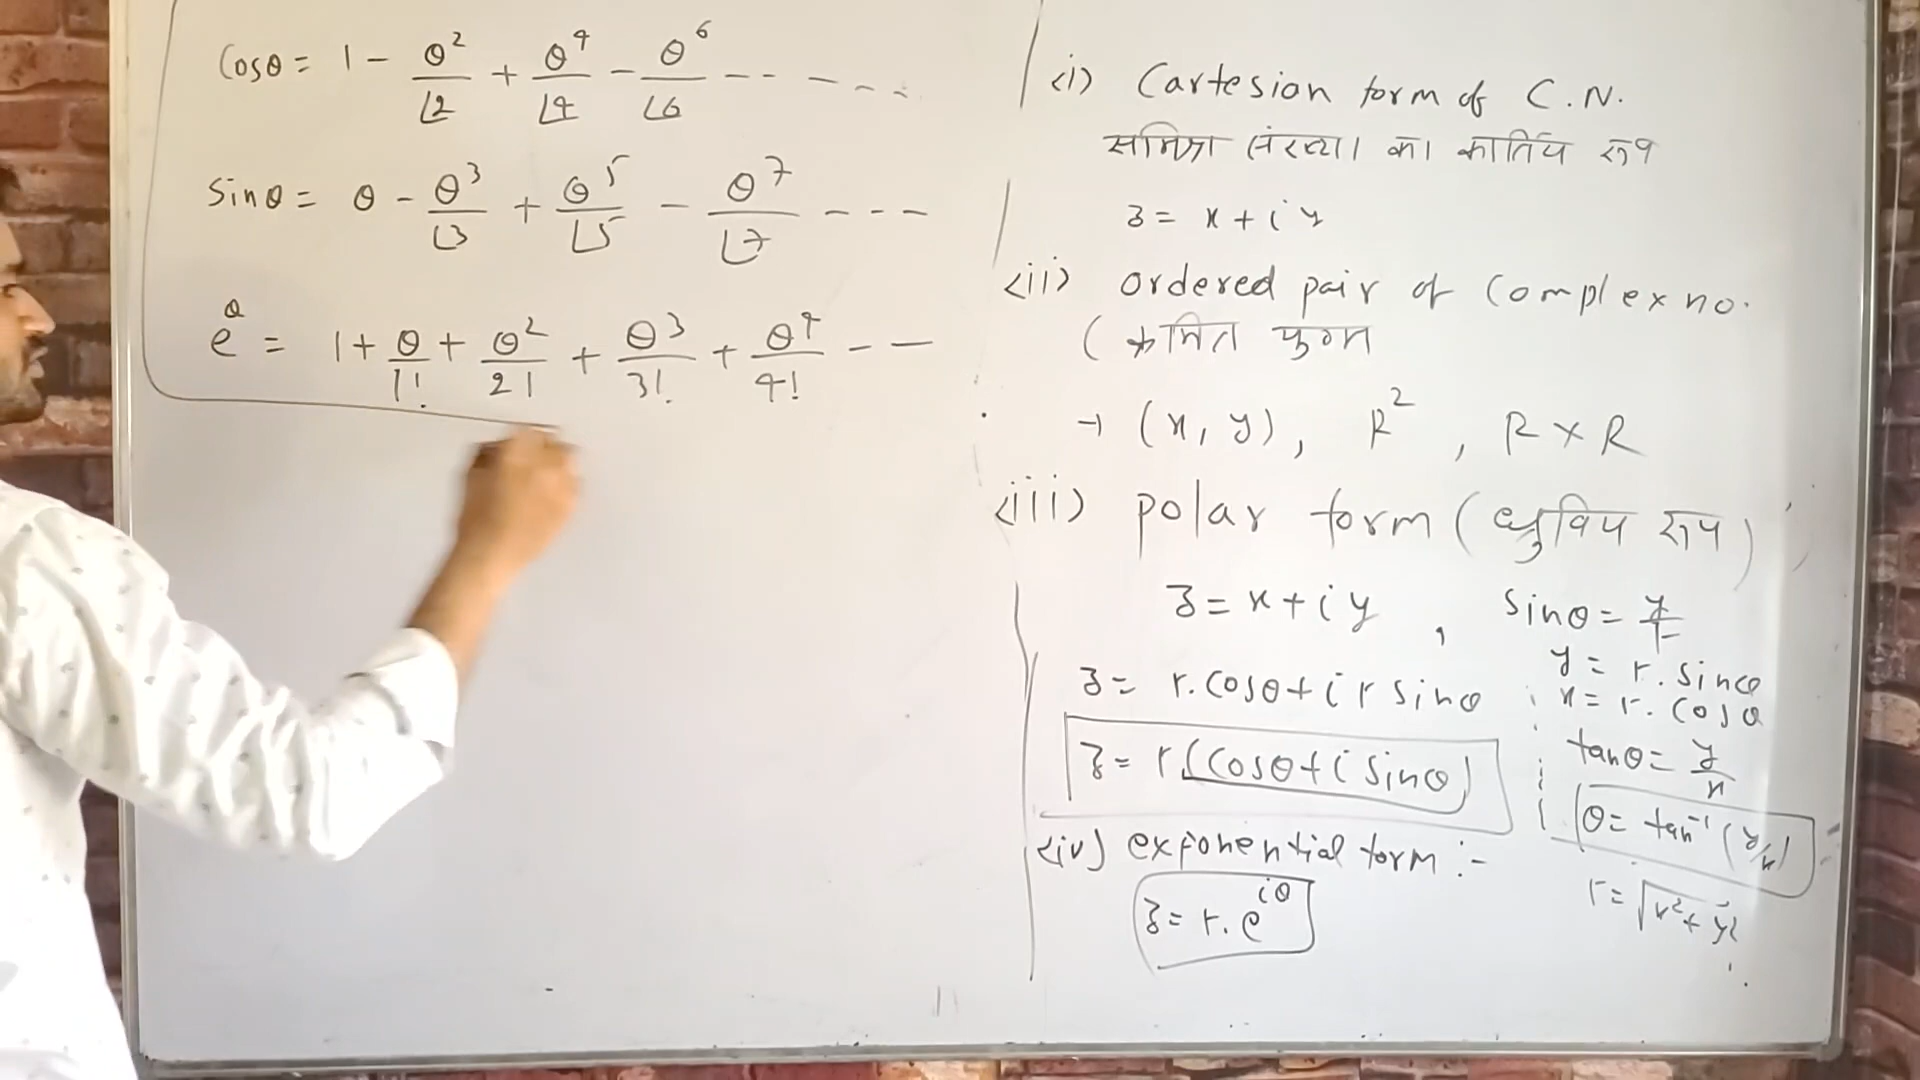 Cosθ = 1 - θ²/∟2 + θ⁴/∟4 - θ⁶/∟6 -- - --
Sinθ = θ - θ³/∟3 + θ⁵/∟5 - θ⁷/∟7 ---
e^θ = 1 + θ/1! + θ²/2! + θ³/3! + θ⁴/4! --
(i) Cartesian form of C.N.
का कार्तिय रूप
z = x + iy
(ii) ordered pair of Complex no.
(क्रमित युग्म
→ (x, y), R², R×R
(iii) polar form (ध्रुविय रूप)
z = x + iy, Sinθ = y/r
y = r. sinθ
z = r.cosθ + i r sinθ
x = r. cosθ
tanθ = y/x
z = r(cosθ + i sinθ)
θ = tan⁻¹(y/x)
(iv) exponential form :-
r = √x²+y²
z = r.e^iθ